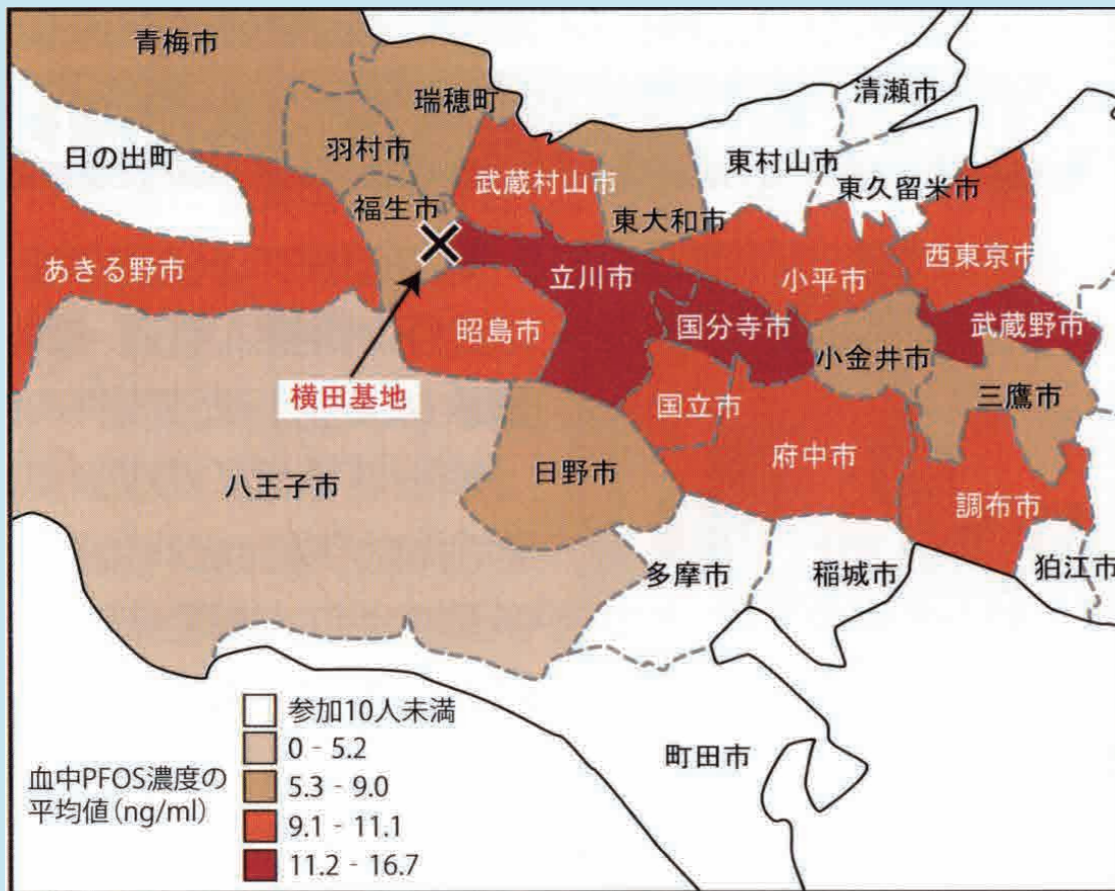 青梅市
瑞穂町
清瀬市
日の出町
羽村市
武蔵村山市
東村山市
東久留米市
福生市
東大和市
あきる野市
立川市
小平市
西東京市
昭島市
国分寺市
武蔵野市
小金井市
横田基地
国立市
三鷹市
府中市
八王子市
日野市
調布市
多摩市
稲城市
狛江市
町田市
血中PFOS濃度の
平均値(ng/ml)
参加10人未満
0 - 5.2
5.3 - 9.0
9.1 - 11.1
11.2 - 16.7